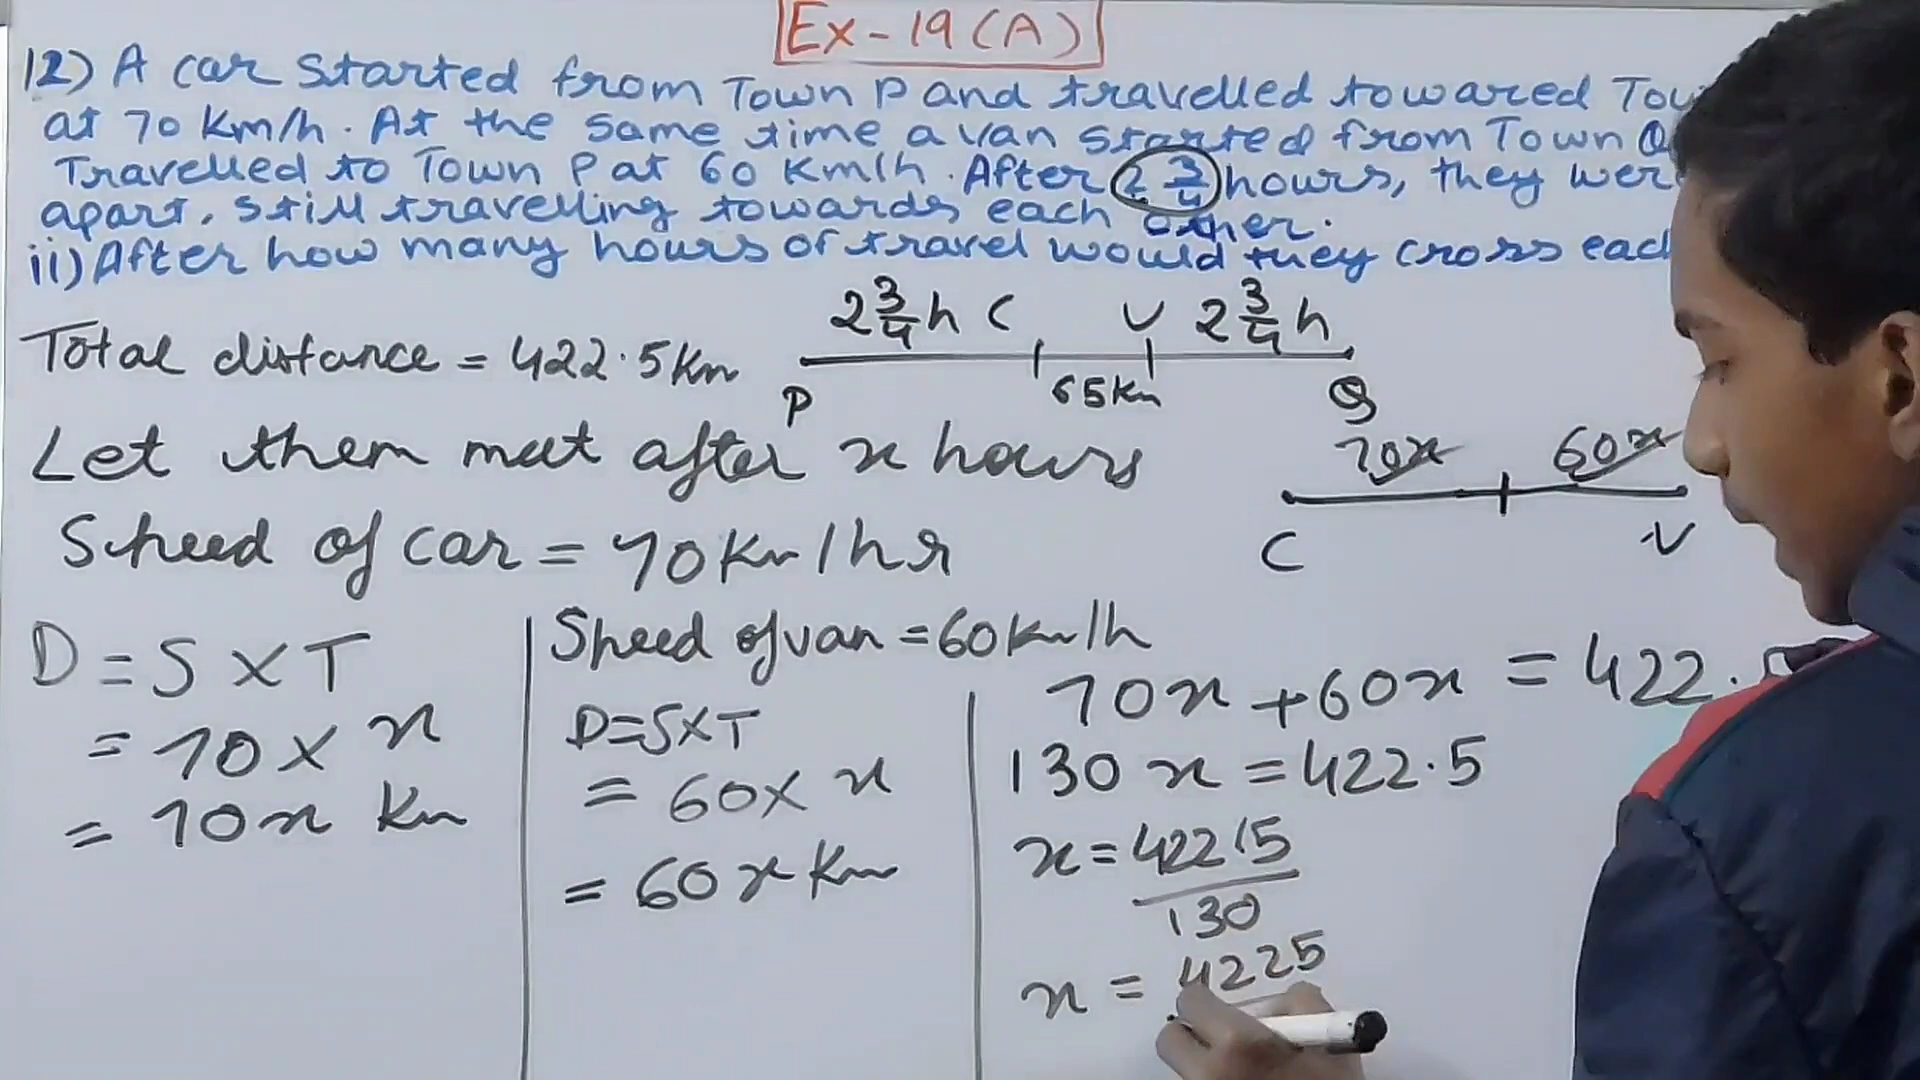 Ex-19(A)
12) A car started from Town P and travelled towared
at 70 Km/h. At the same time a van started from Town Q
Travelled to Town P at 60 Km/h. After 2 3/4 hours, they
apart, still travelling towards each other.
ii) After how many hours of travel would they cross
2 3/4 h C V 2 3/4 h
Total distance = 422.5 Km
P 65 Km Q
Let them meet after x hours
70x 60x
C V
Speed of car = 70 Km/hr
D = S X T
= 70 X x
= 70x Km
Speed of van = 60 Km/h
D = S X T
= 60 X x
= 60x Km
70x + 60x = 422.
130x = 422.5
x = 422.5/130
x = 4225